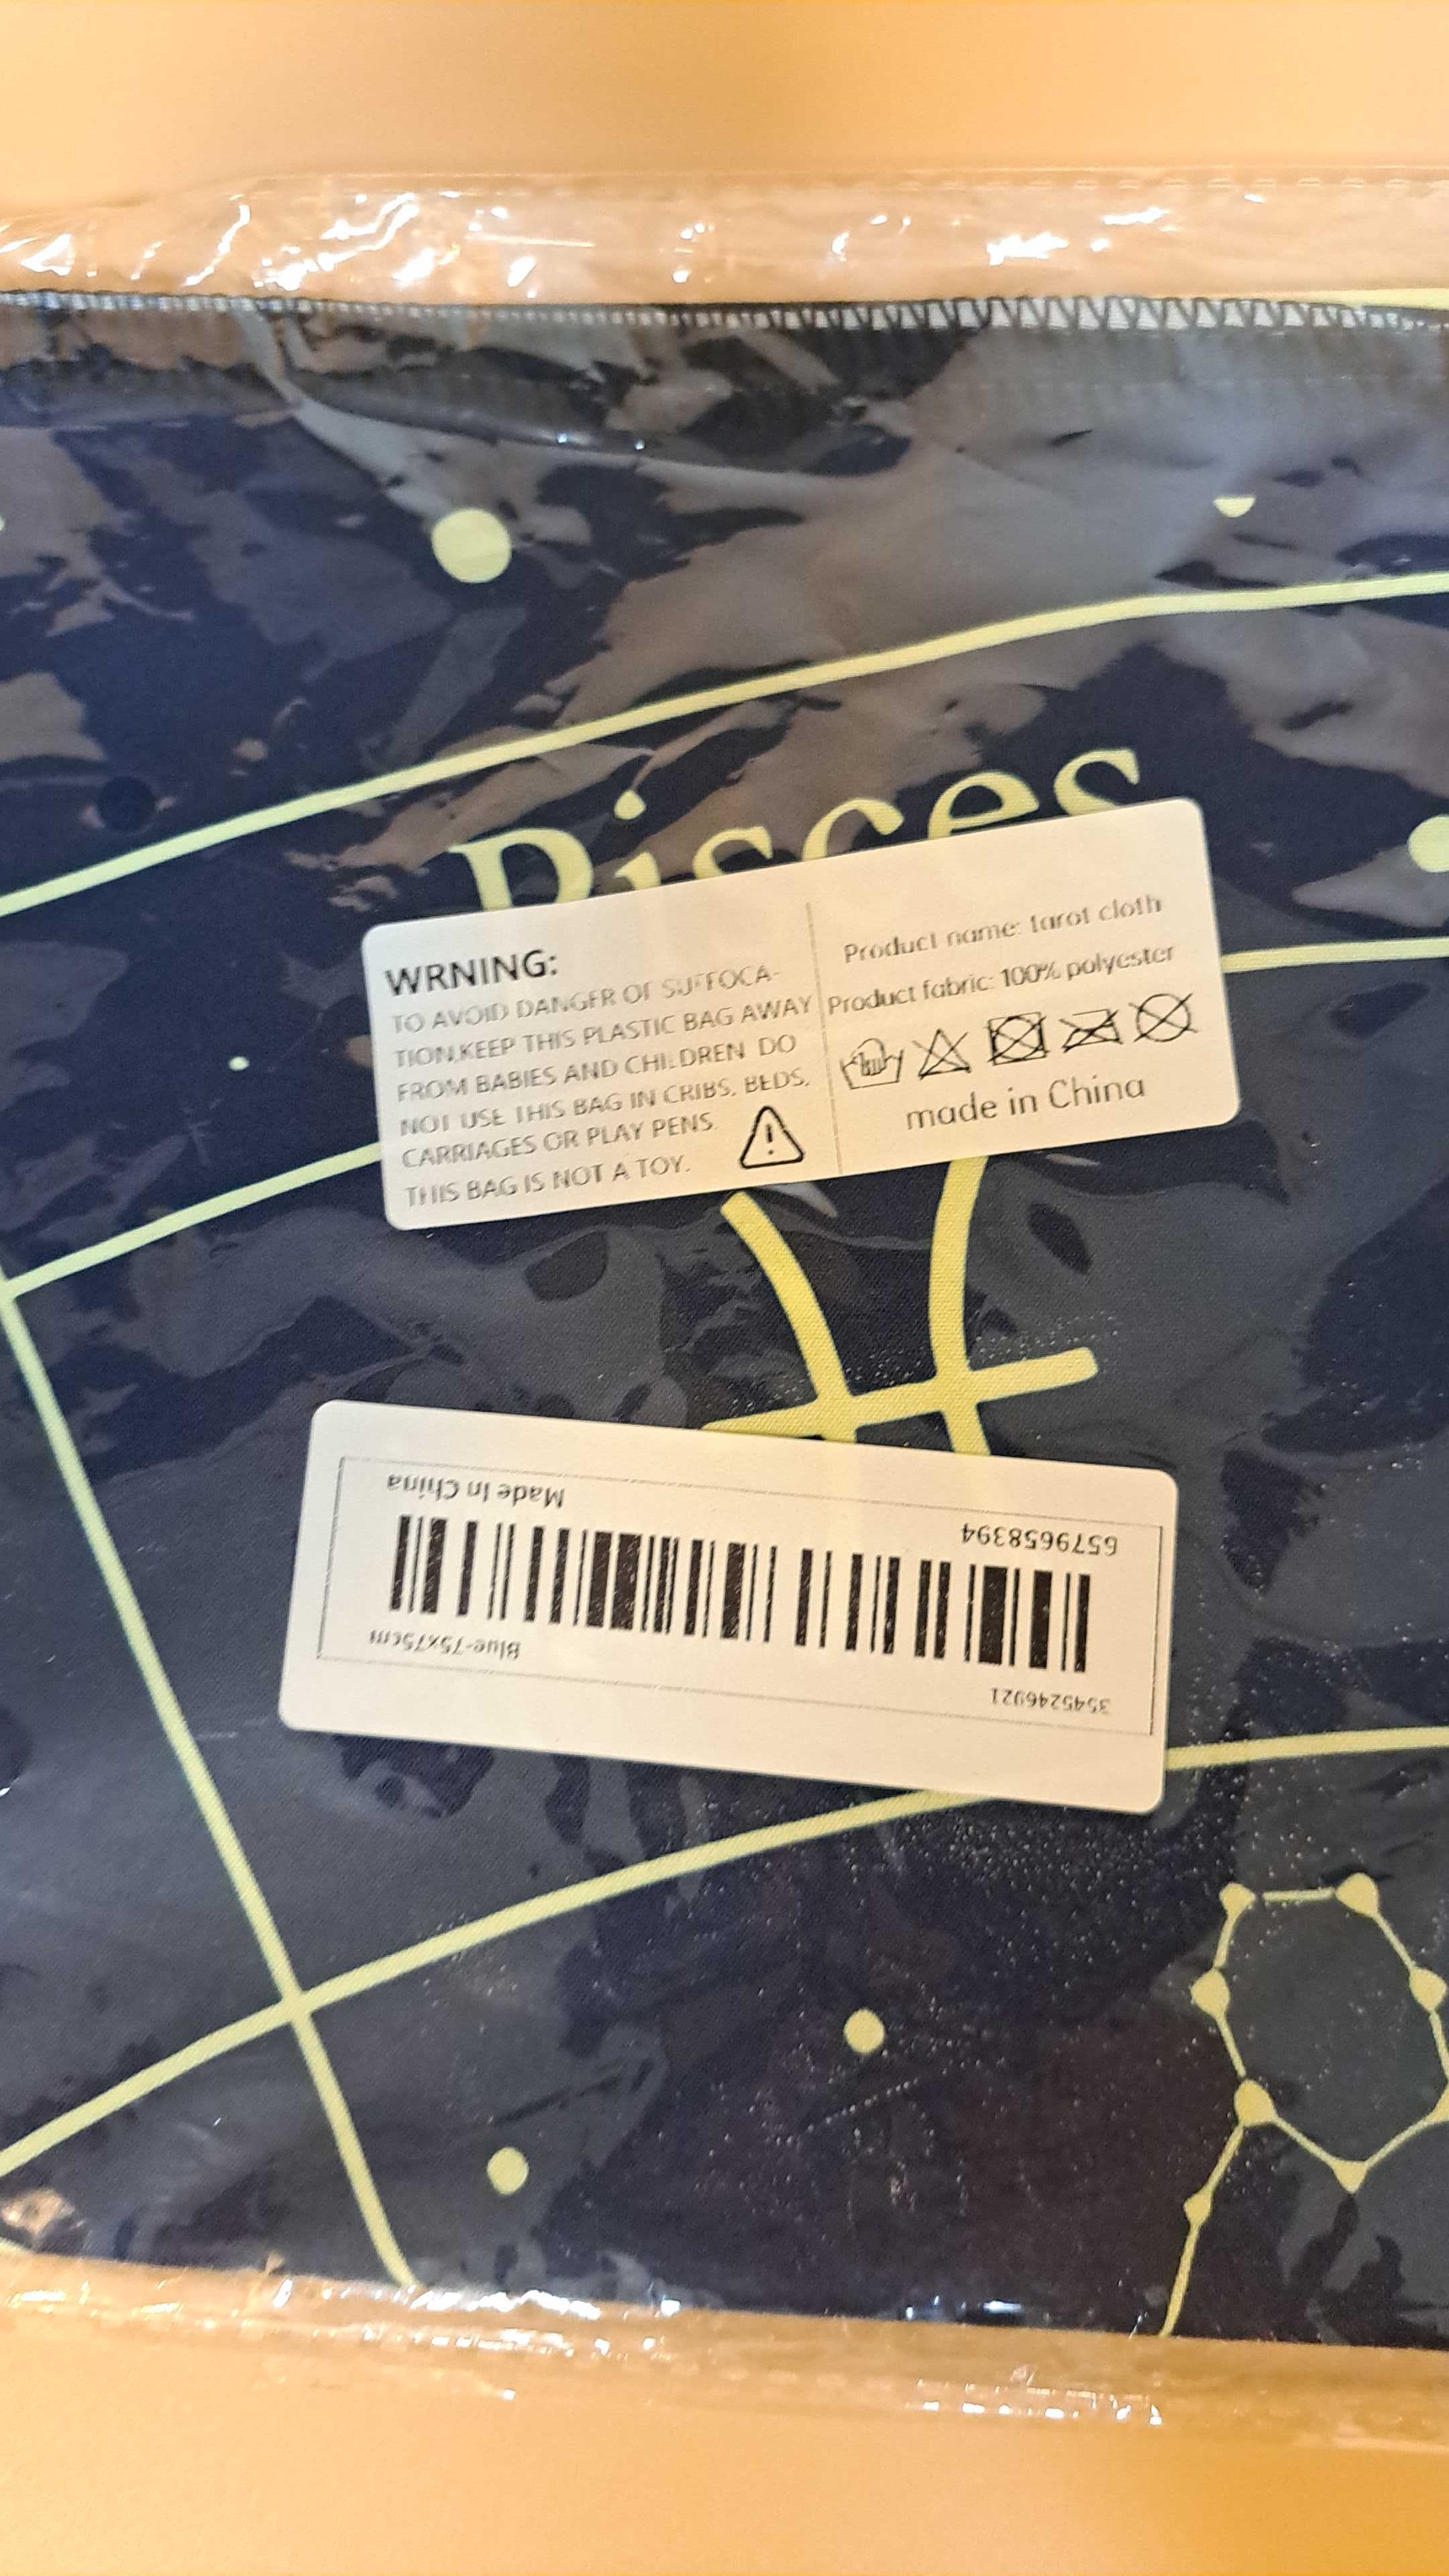 Pisces
WRNING:
TO AVOID DANGER OF SUFFOCA-
TION,KEEP THIS PLASTIC BAG AWAY
FROM BABIES AND CHILDREN DO
NOT USE THIS BAG IN CRIBS, BEDS,
CARRIAGES OR PLAY PENS.
THIS BAG IS NOT A TOY.
Product name: tarot cloth
Product fabric: 100% polyester
made in China
3545246921
Blue-75x75cm
6579658394
Made In China